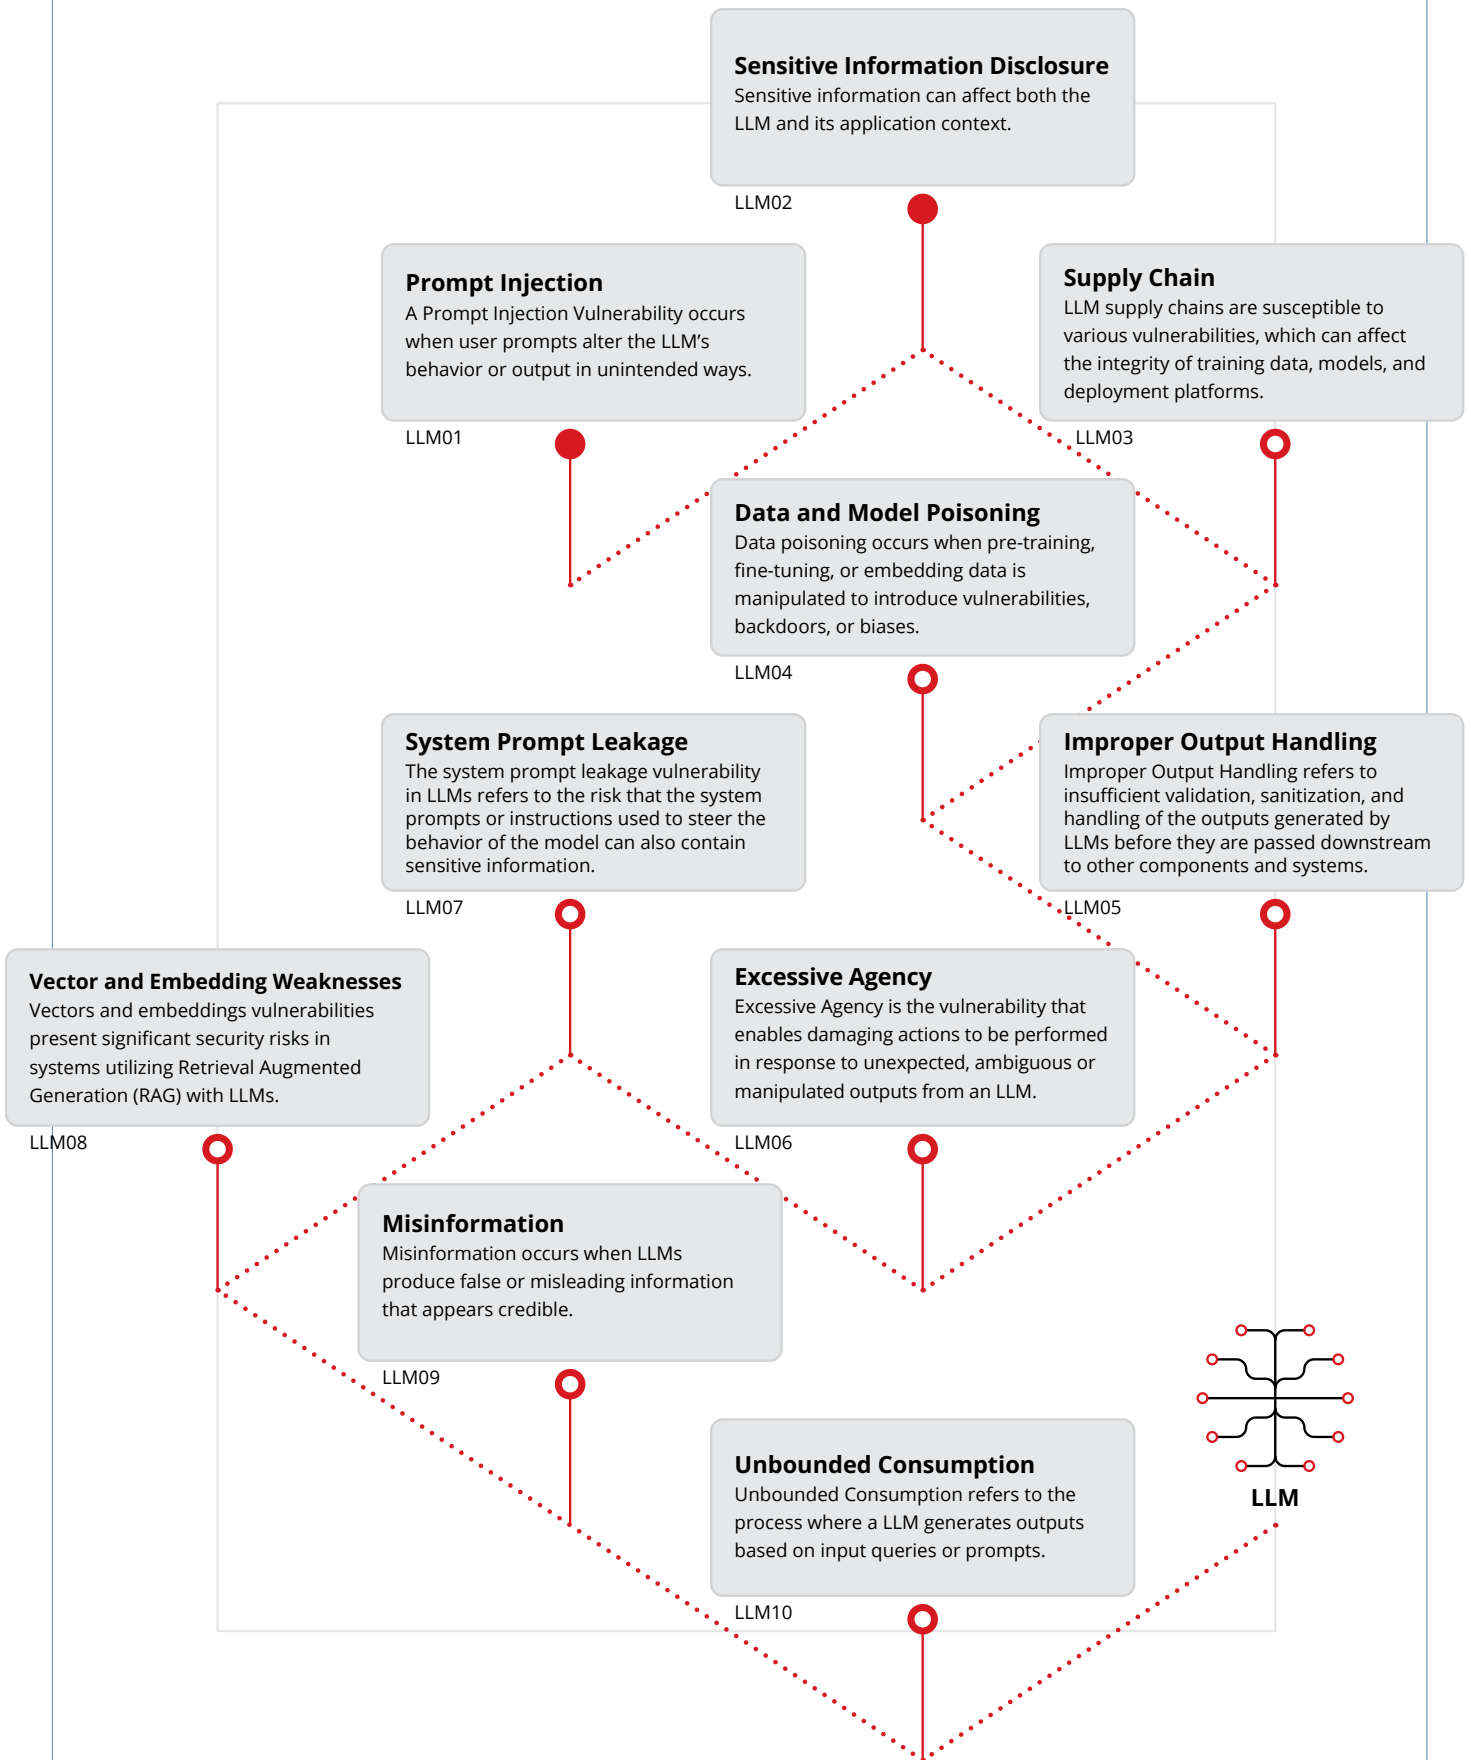 Sensitive Information Disclosure
Sensitive information can affect both the
LLM and its application context.
LLM02
Prompt Injection
A Prompt Injection Vulnerability occurs
when user prompts alter the LLM’s
behavior or output in unintended ways.
LLM01
Supply Chain
LLM supply chains are susceptible to
various vulnerabilities, which can affect
the integrity of training data, models, and
deployment platforms.
LLM03
Data and Model Poisoning
Data poisoning occurs when pre-training,
fine-tuning, or embedding data is
manipulated to introduce vulnerabilities,
backdoors, or biases.
LLM04
System Prompt Leakage
The system prompt leakage vulnerability
in LLMs refers to the risk that the system
prompts or instructions used to steer the
behavior of the model can also contain
sensitive information.
LLM07
Improper Output Handling
Improper Output Handling refers to
insufficient validation, sanitization, and
handling of the outputs generated by
LLMs before they are passed downstream
to other components and systems.
LLM05
Vector and Embedding Weaknesses
Vectors and embeddings vulnerabilities
present significant security risks in
systems utilizing Retrieval Augmented
Generation (RAG) with LLMs.
LLM08
Excessive Agency
Excessive Agency is the vulnerability that
enables damaging actions to be performed
in response to unexpected, ambiguous or
manipulated outputs from an LLM.
LLM06
Misinformation
Misinformation occurs when LLMs
produce false or misleading information
that appears credible.
LLM09
Unbounded Consumption
Unbounded Consumption refers to the
process where a LLM generates outputs
based on input queries or prompts.
LLM10
LLM